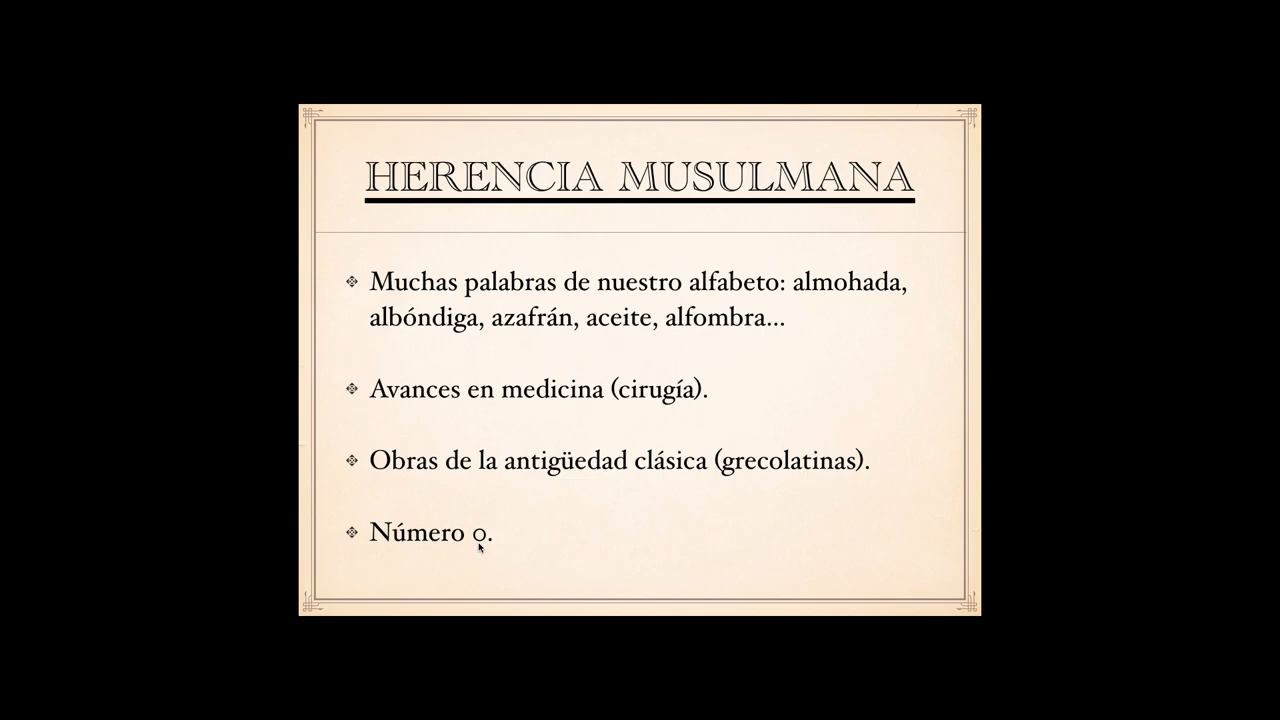 HERENCIA MUSULMANA
Muchas palabras de nuestro alfabeto: almohada,
albóndiga, azafrán, aceite, alfombra...
Avances en medicina (cirugía).
Obras de la antigüedad clásica (grecolatinas).
Número 0.